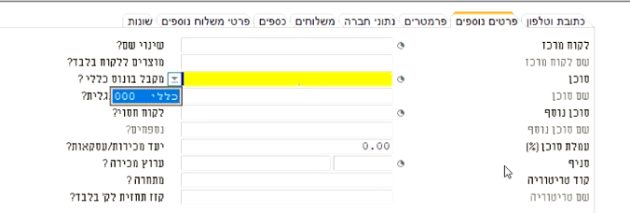 כתובת וטלפון פרטים נוספים פרמטרים נתוני חברה משלוחים כספים פרטי משלוח נוספים שונות
לקוח מרכז שינוי שם?
שם לקוח מרכז מוצרים ללקוח בלבד?
סוכן מקבל בונוס כללי ?
שם סוכן גלית? כללי 000
סוכן נוסף לקוח חסוי?
שם סוכן נוסף נספחים?
עמלת סוכן (%) 0.00 יעד מכירות/עסקאות?
סניף ערוץ מכירה ?
קוד טריטוריה מתחרה ?
שם טריטוריה קוז תחזית לק' בלבד?